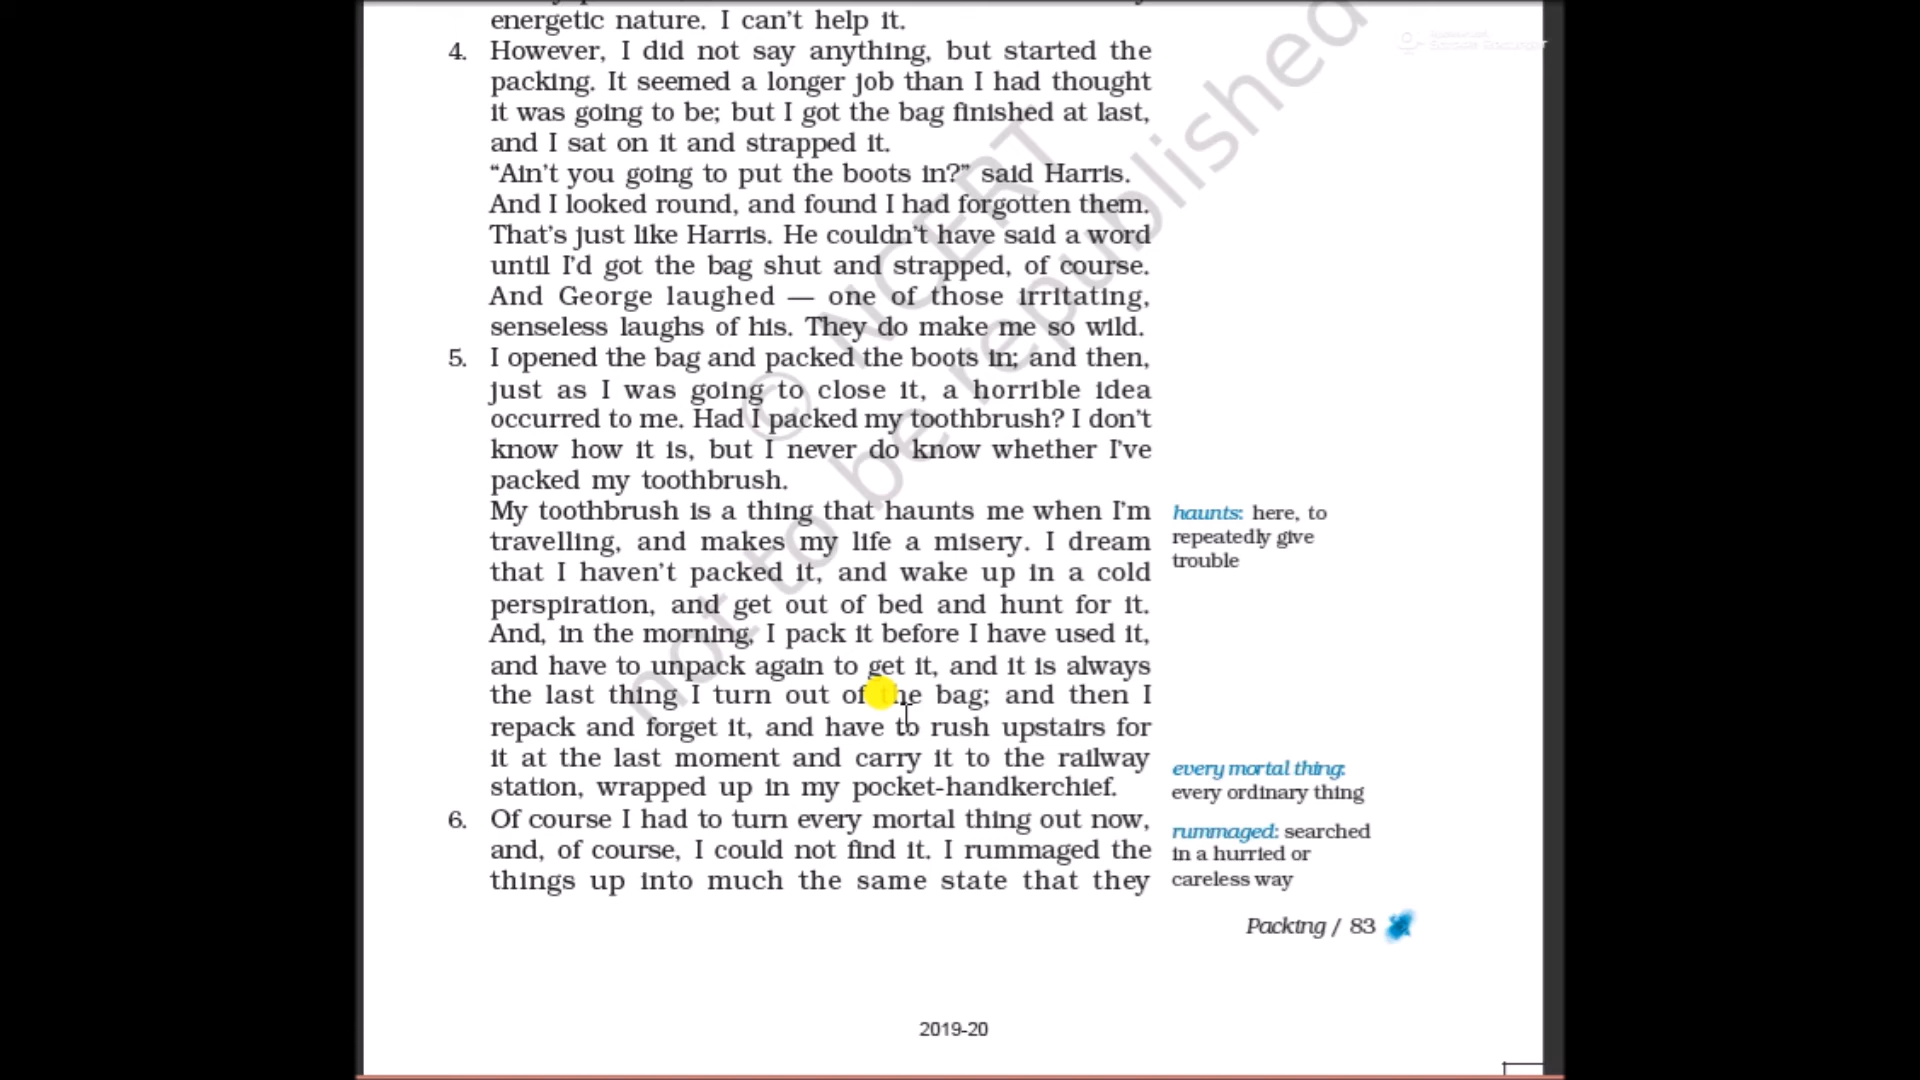 energetic nature. I can't help it.
4. However, I did not say anything, but started the
packing. It seemed a longer job than I had thought
it was going to be; but I got the bag finished at last,
and I sat on it and strapped it.
“Ain't you going to put the boots in?” said Harris.
And I looked round, and found I had forgotten them.
That's just like Harris. He couldn't have said a word
until I'd got the bag shut and strapped, of course.
And George laughed — one of those irritating,
senseless laughs of his. They do make me so wild.
5. I opened the bag and packed the boots in; and then,
just as I was going to close it, a horrible idea
occurred to me. Had I packed my toothbrush? I don't
know how it is, but I never do know whether I've
packed my toothbrush.
My toothbrush is a thing that haunts me when I'm
travelling, and makes my life a misery. I dream
that I haven't packed it, and wake up in a cold
perspiration, and get out of bed and hunt for it.
And, in the morning, I pack it before I have used it,
and have to unpack again to get it, and it is always
the last thing I turn out of the bag; and then I
repack and forget it, and have to rush upstairs for
it at the last moment and carry it to the railway
station, wrapped up in my pocket-handkerchief.
6. Of course I had to turn every mortal thing out now,
and, of course, I could not find it. I rummaged the
things up into much the same state that they
haunts: here, to
repeatedly give
trouble
every mortal thing:
every ordinary thing
rummaged: searched
in a hurried or
careless way
Packing / 83
2019-20
© NCERT
not to be republished